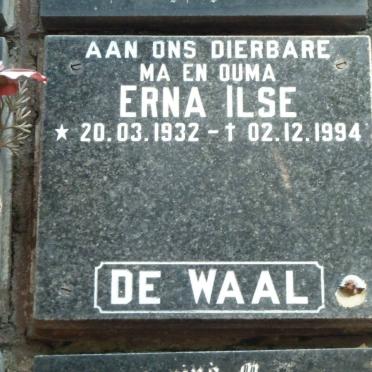 AAN ONS DIERBARE
MA EN OUMA
ERNA ILSE
★ 20.03.1932 – † 02.12.1994
DE WAAL